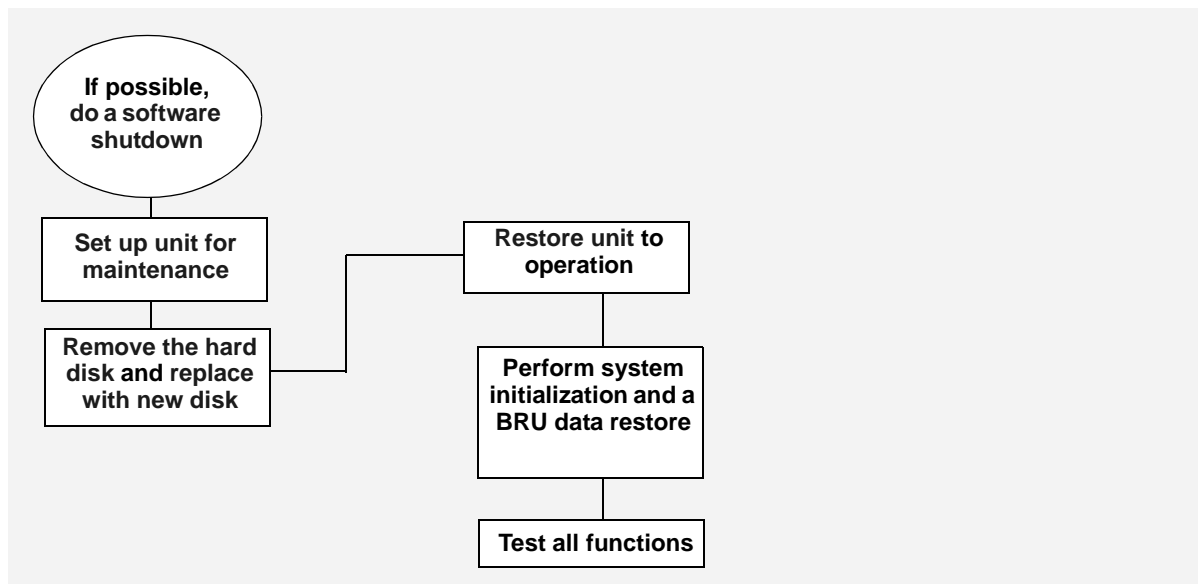 If possible,
do a software
shutdown
Set up unit for
maintenance
Remove the hard
disk and replace
with new disk
Restore unit to
operation
Perform system
initialization and a
BRU data restore
Test all functions